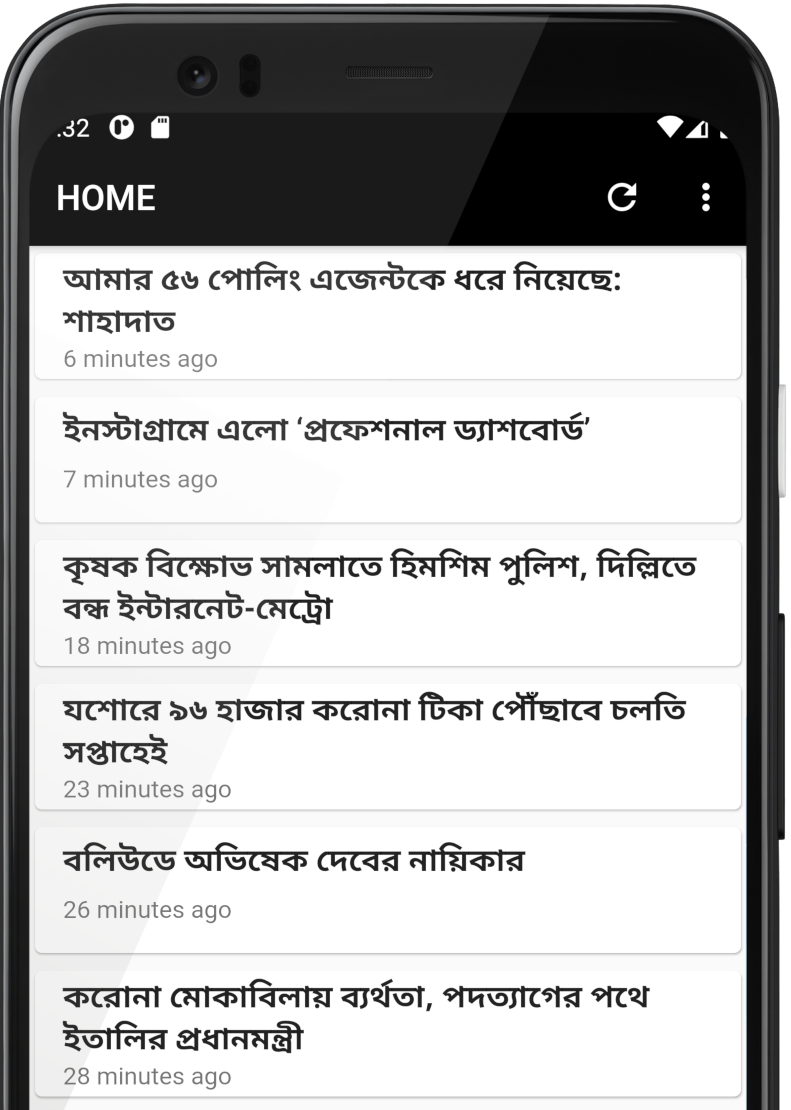 .32
HOME
আমার ৫৬ পোলিং এজেন্টকে ধরে নিয়েছে:
শাহাদাত
6 minutes ago
ইনস্টাগ্রামে এলো ‘প্রফেশনাল ড্যাশবোর্ড’
7 minutes ago
কৃষক বিক্ষোভ সামলাতে হিমশিম পুলিশ, দিল্লিতে
বন্ধ ইন্টারনেট-মেট্রো
18 minutes ago
যশোরে ৯৬ হাজার করোনা টিকা পৌঁছাবে চলতি
সপ্তাহেই
23 minutes ago
বলিউডে অভিষেক দেবের নায়িকার
26 minutes ago
করোনা মোকাবিলায় ব্যর্থতা, পদত্যাগের পথে
ইতালির প্রধানমন্ত্রী
28 minutes ago